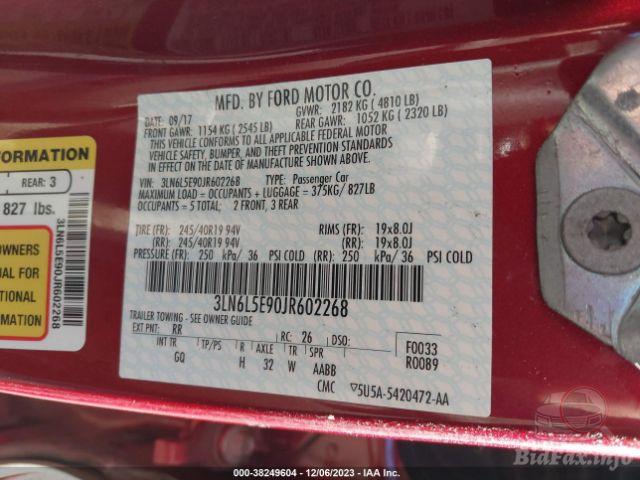 MFD. BY FORD MOTOR CO.
DATE: 09/17 GVWR: 2182 KG ( 4810 LB)
FRONT GAWR: 1154 KG ( 2545 LB) REAR GAWR: 1052 KG ( 2320 LB)
THIS VEHICLE CONFORMS TO ALL APPLICABLE FEDERAL MOTOR
VEHICLE SAFETY, BUMPER, AND THEFT PREVENTION STANDARDS
IN EFFECT ON THE DATE OF MANUFACTURE SHOWN ABOVE.
VIN: 3LN6L5E90JR602268 TYPE: Passenger Car
MAXIMUM LOAD = OCCUPANTS + LUGGAGE = 375KG/ 827LB
OCCUPANTS = 5 TOTAL; 2 FRONT, 3 REAR
TIRE (FR): 245/40R19 94V RIMS (FR): 19x8.0J
(RR): 245/40R19 94V (RR): 19x8.0J
PRESSURE (FR): 250 kPa/ 36 PSI COLD (RR): 250 kPa/ 36 PSI COLD
3LN6L5E90JR602268
TRAILER TOWING - SEE OWNER GUIDE
EXT PNT: RR RC: 26 DSO:
INT TR TP/PS R AXLE TR SPR
GQ H 32 W AABB
F0033
R0089
CMC ▽5U5A-5420472-AA
FORMATION
REAR: 3
827 lbs.
OWNERS
UAL FOR
TIONAL
RMATION
3LN6L5E90JR602268
000-38249604 - 12/06/2023 - IAA Inc.
BidFax.info